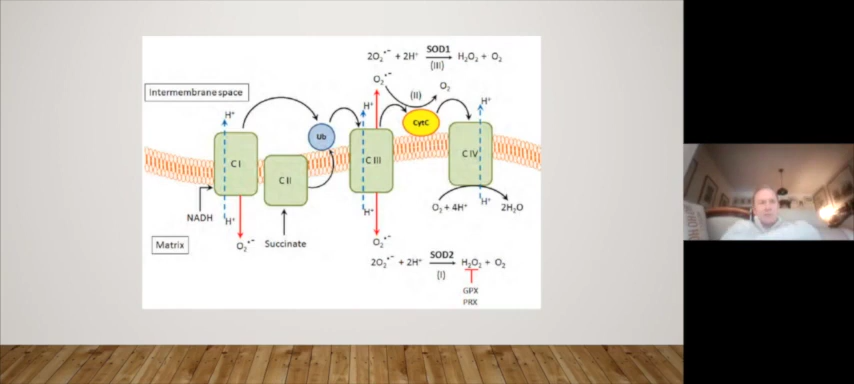 2O₂•⁻ + 2H⁺ SOD1 H₂O₂ + O₂
(III)
O₂•⁻
(II)
O₂
Intermembrane space
H⁺
H⁺
H⁺
Ub
CytC
C I
C II
C III
C IV
NADH
H⁺
H⁺
O₂ + 4H⁺
H⁺
2H₂O
O₂•⁻
Succinate
O₂•⁻
Matrix
2O₂•⁻ + 2H⁺ SOD2 H₂O₂ + O₂
(I)
GPX
PRX